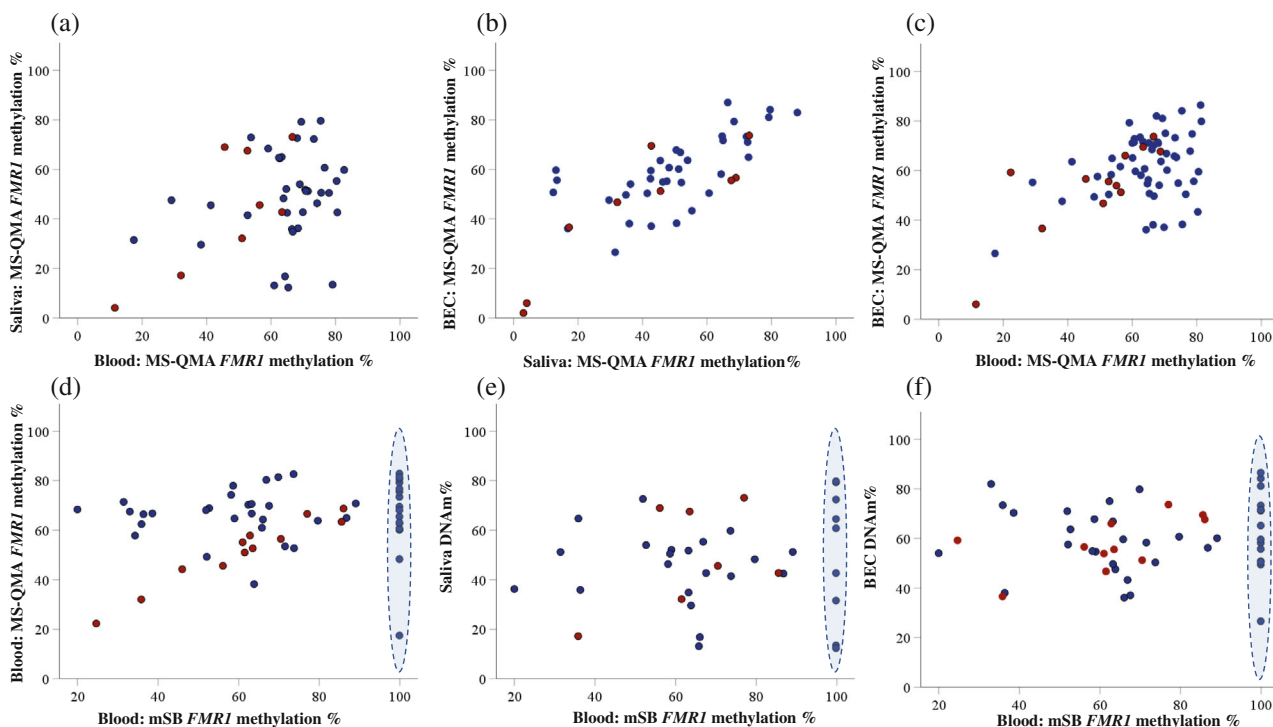 (a)
Saliva: MS-QMA FMR1 methylation %
100
80
60
40
20
0
0 20 40 60 80 100
Blood: MS-QMA FMR1 methylation %
(b)
BEC: MS-QMA FMR1 methylation %
100
80
60
40
20
0
0 20 40 60 80 100
Saliva: MS-QMA FMR1 methylation%
(c)
BEC: MS-QMA FMR1 methylation %
100
80
60
40
20
0
0 20 40 60 80 100
Blood: MS-QMA FMR1 methylation %
(d)
Blood: MS-QMA FMR1 methylation %
100
80
60
40
20
0
20 40 60 80 100
Blood: mSB FMR1 methylation %
(e)
Saliva DNAm%
100
80
60
40
20
0
20 40 60 80 100
Blood: mSB FMR1 methylation %
(f)
BEC DNAm%
100
80
60
40
20
0
20 40 60 80 100
Blood: mSB FMR1 methylation %